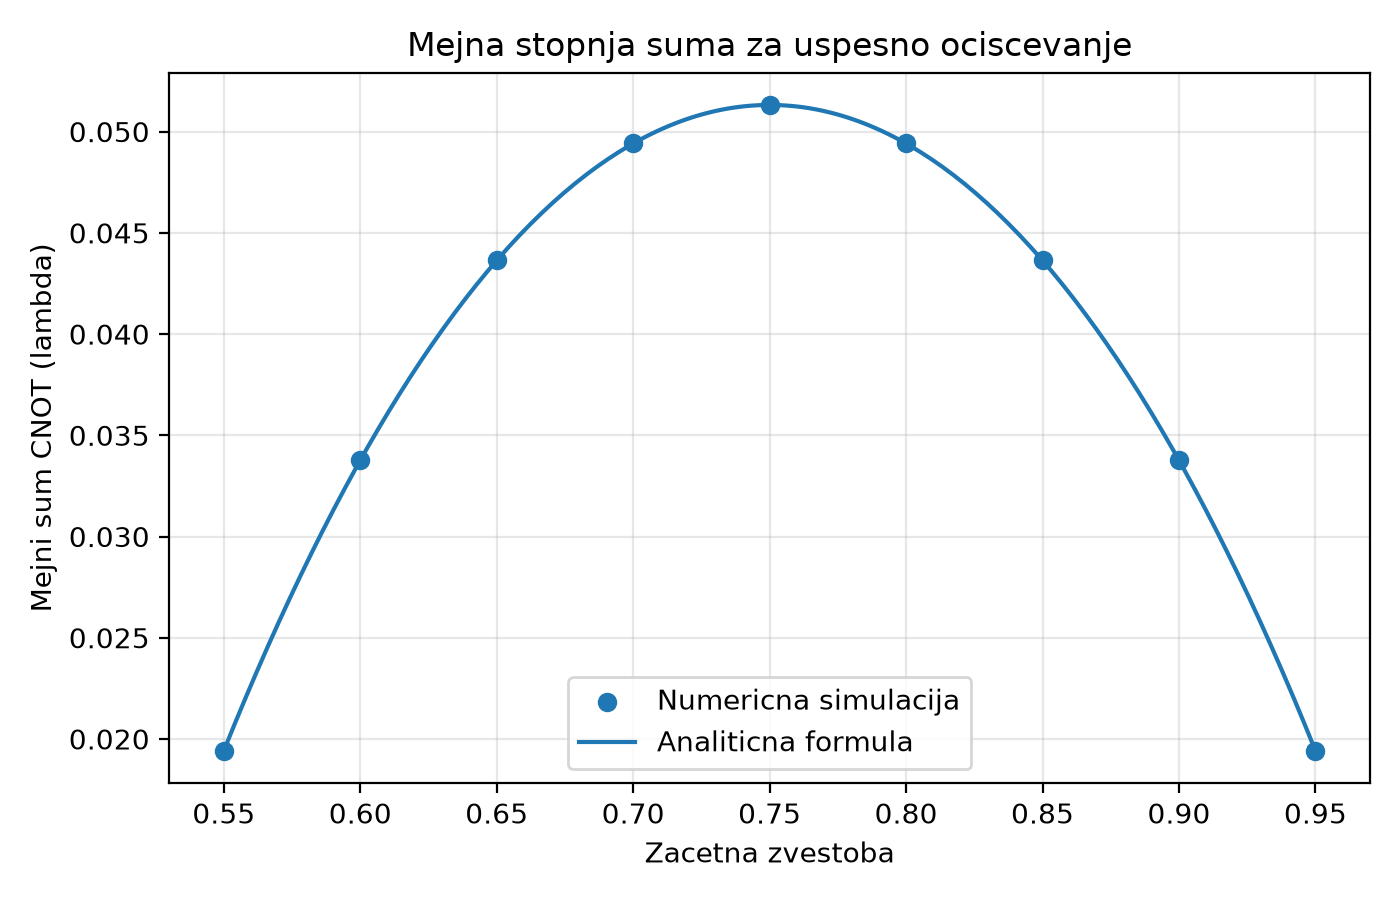 Mejna stopnja suma za uspesno ociscevanje
Mejni sum CNOT (lambda)
0.050
0.045
0.040
0.035
0.030
0.025
0.020
Numericna simulacija
Analiticna formula
0.55 0.60 0.65 0.70 0.75 0.80 0.85 0.90 0.95
Zacetna zvestoba